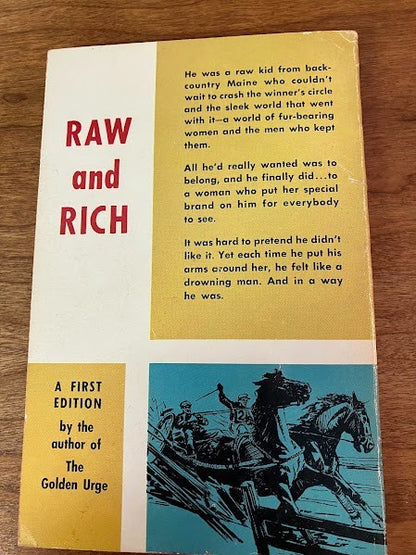 RAW
and
RICH
He was a raw kid from back-
country Maine who couldn't
wait to crash the winner's circle
and the sleek world that went
with it—a world of fur-bearing
women and the men who kept
them.
All he'd really wanted was to
belong, and he finally did...to
a woman who put her special
brand on him for everybody
to see.
It was hard to pretend he didn't
like it. Yet each time he put his
arms around her, he felt like a
drowning man. And in a way
he was.
A FIRST
EDITION
by the
author of
The
Golden Urge